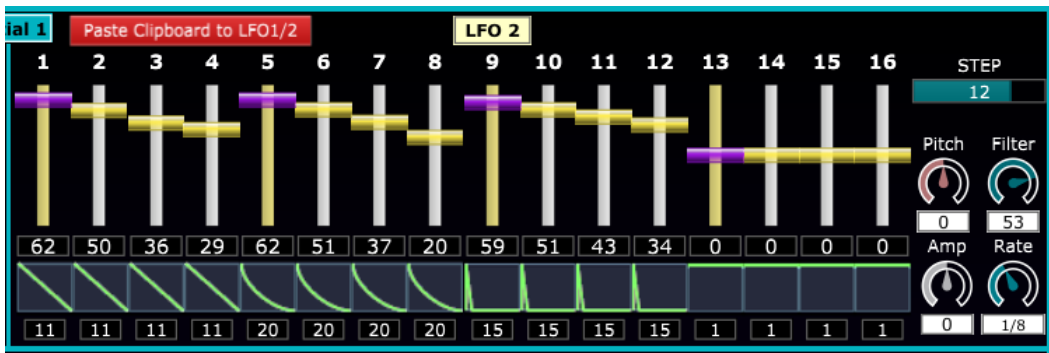 ial 1 Paste Clipboard to LFO1/2 LFO 2
1 2 3 4 5 6 7 8 9 10 11 12 13 14 15 16 STEP
12
Pitch Filter
0 53
62 50 36 29 62 51 37 20 59 51 43 34 0 0 0 0 Amp Rate
11 11 11 11 20 20 20 20 15 15 15 15 1 1 1 1 0 1/8